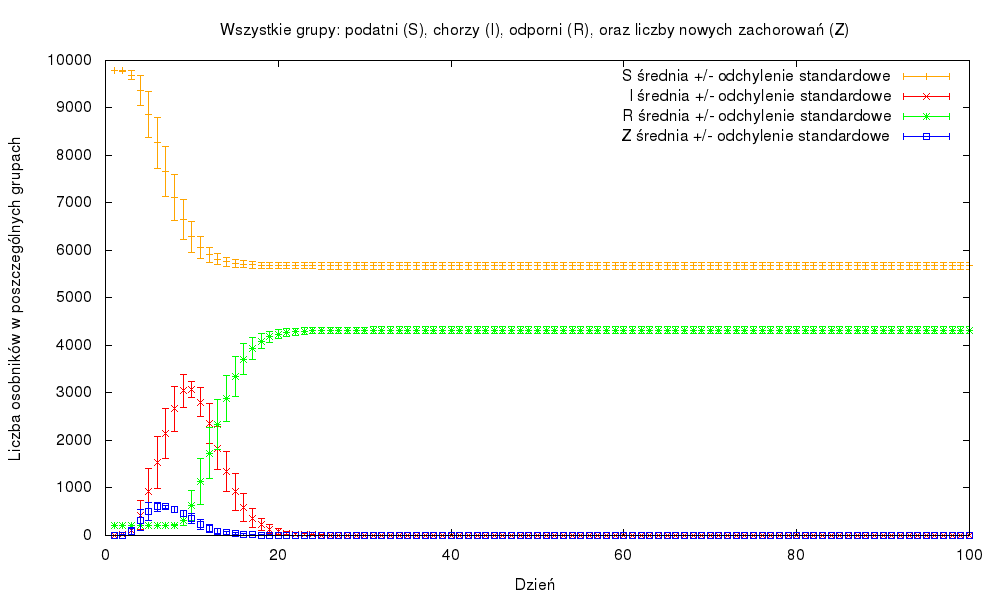 Wszystkie grupy: podatni (S), chorzy (I), odporni (R), oraz liczby nowych zachorowań (Z)
S średnia +/- odchylenie standardowe
I średnia +/- odchylenie standardowe
R średnia +/- odchylenie standardowe
Z średnia +/- odchylenie standardowe
Liczba osobników w poszczególnych grupach
10000
9000
8000
7000
6000
5000
4000
3000
2000
1000
0
0 20 40 60 80 100
Dzień